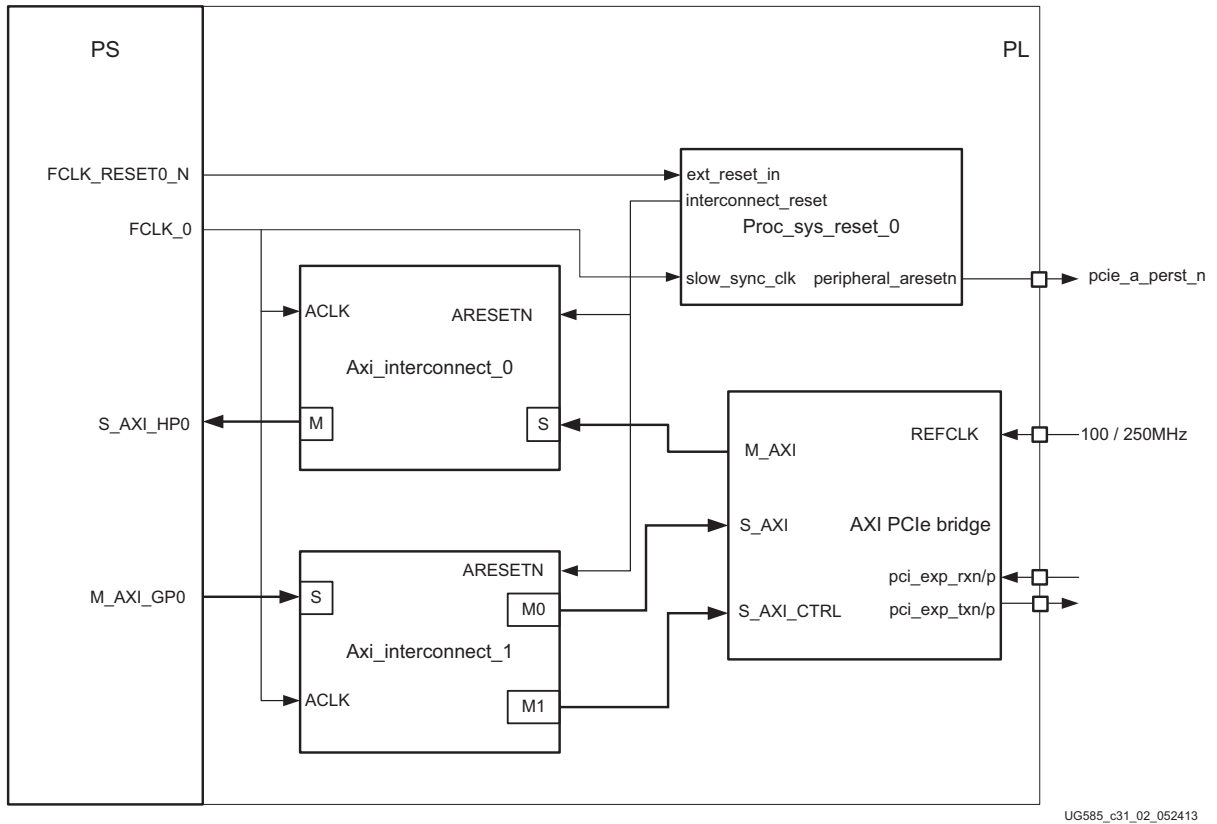 PS
PL
FCLK_RESET0_N
ext_reset_in
interconnect_reset
FCLK_0
Proc_sys_reset_0
slow_sync_clk
peripheral_aresetn
pcie_a_perst_n
ACLK
ARESETN
Axi_interconnect_0
S_AXI_HP0
M
S
M_AXI
REFCLK
100 / 250MHz
S_AXI
AXI PCIe bridge
ARESETN
pci_exp_rxn/p
M_AXI_GP0
S
M0
S_AXI_CTRL
pci_exp_txn/p
Axi_interconnect_1
ACLK
M1
UG585_c31_02_052413